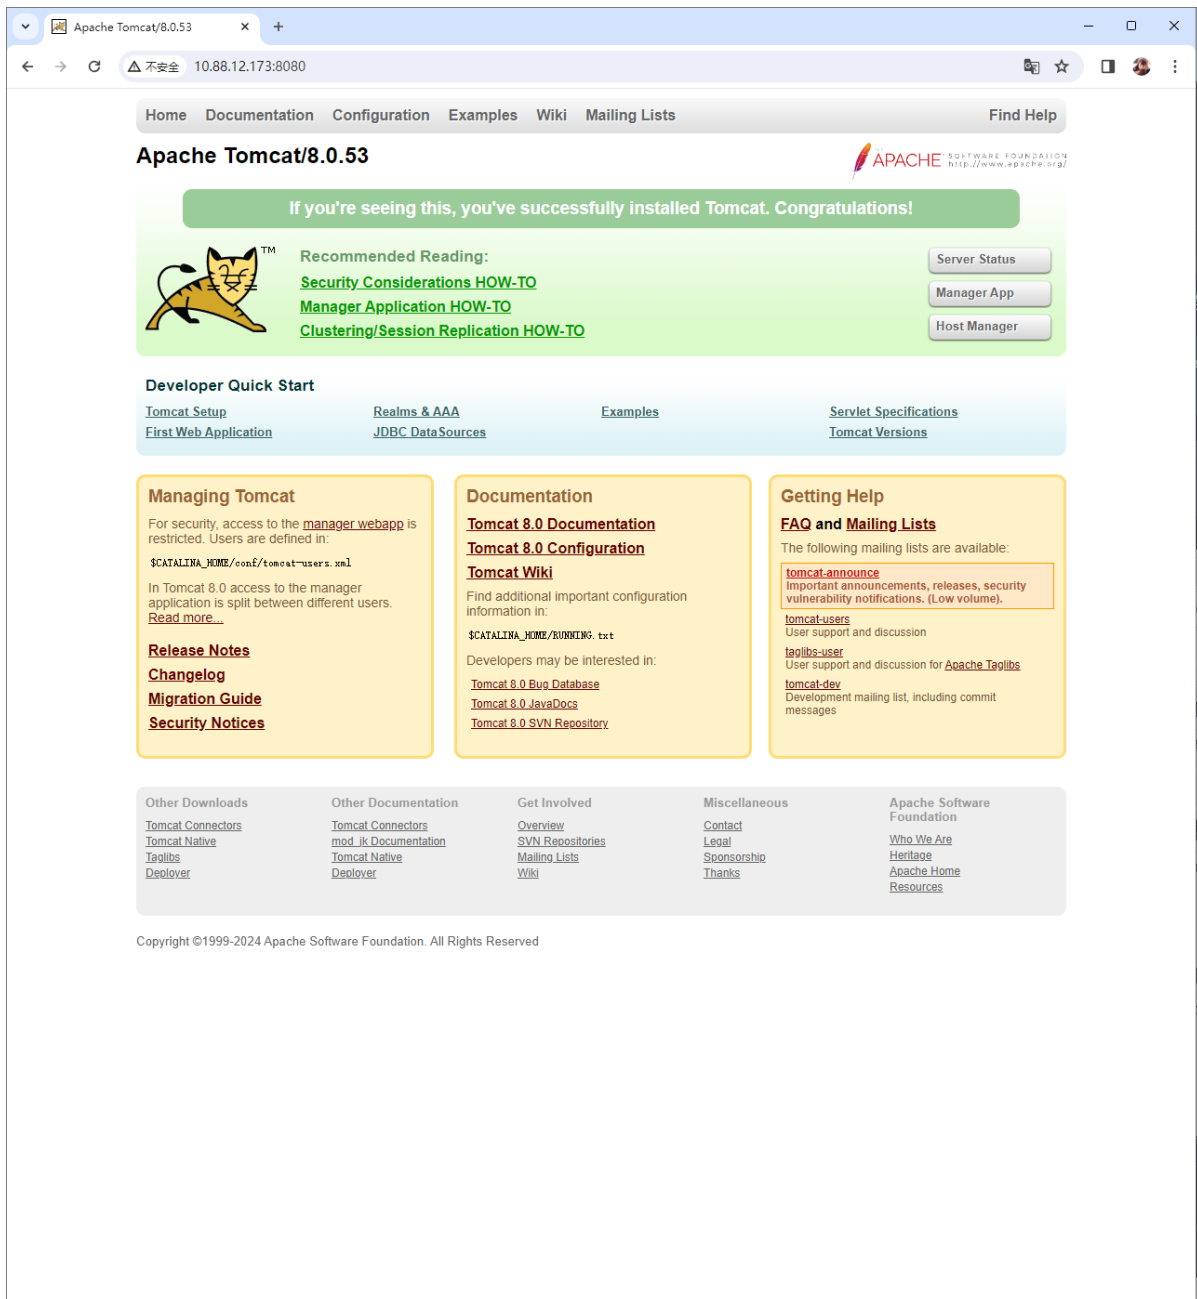 Apache Tomcat/8.0.53
不安全 10.88.12.173:8080
Home Documentation Configuration Examples Wiki Mailing Lists Find Help
Apache Tomcat/8.0.53
APACHE SOFTWARE FOUNDATION
http://www.apache.org/
If you're seeing this, you've successfully installed Tomcat. Congratulations!
TM
Recommended Reading:
Security Considerations HOW-TO
Manager Application HOW-TO
Clustering/Session Replication HOW-TO
Server Status
Manager App
Host Manager
Developer Quick Start
Tomcat Setup
First Web Application
Realms & AAA
JDBC DataSources
Examples
Servlet Specifications
Tomcat Versions
Managing Tomcat
For security, access to the manager webapp is
restricted. Users are defined in:
$CATALINA_HOME/conf/tomcat-users.xml
In Tomcat 8.0 access to the manager
application is split between different users.
Read more...
Release Notes
Changelog
Migration Guide
Security Notices
Documentation
Tomcat 8.0 Documentation
Tomcat 8.0 Configuration
Tomcat Wiki
Find additional important configuration
information in:
$CATALINA_HOME/RUNNING.txt
Developers may be interested in:
Tomcat 8.0 Bug Database
Tomcat 8.0 JavaDocs
Tomcat 8.0 SVN Repository
Getting Help
FAQ and Mailing Lists
The following mailing lists are available:
tomcat-announce
Important announcements, releases, security
vulnerability notifications. (Low volume).
tomcat-users
User support and discussion
taglibs-user
User support and discussion for Apache Taglibs
tomcat-dev
Development mailing list, including commit
messages
Other Downloads
Tomcat Connectors
Tomcat Native
Taglibs
Deployer
Other Documentation
Tomcat Connectors
mod_jk Documentation
Tomcat Native
Deployer
Get Involved
Overview
SVN Repositories
Mailing Lists
Wiki
Miscellaneous
Contact
Legal
Sponsorship
Thanks
Apache Software
Foundation
Who We Are
Heritage
Apache Home
Resources
Copyright ©1999-2024 Apache Software Foundation. All Rights Reserved